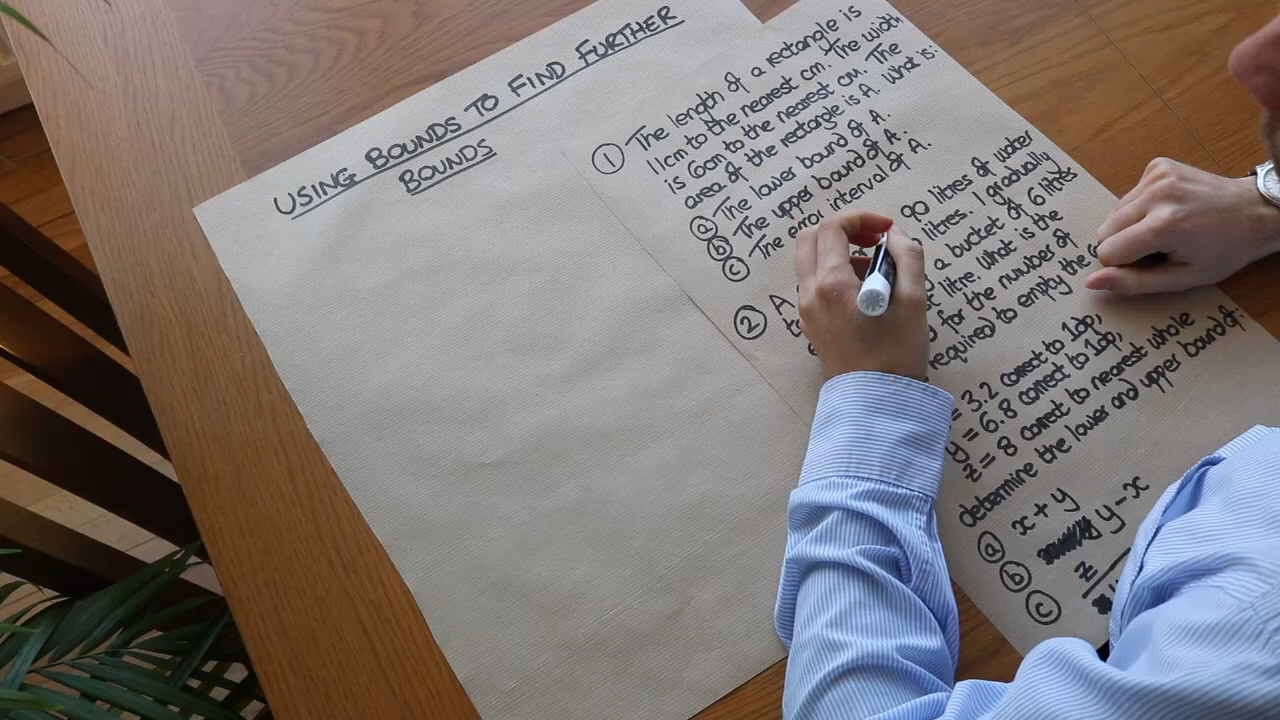 USING BOUNDS TO FIND FURTHER
BOUNDS
① The length of a rectangle is
11cm to the nearest cm. The width
is 6cm to the nearest cm. The
area of the rectangle is A. What is:
ⓐ The lower bound of A.
ⓑ The upper bound of A.
ⓒ The error interval of A.
② A 90 litres of water
litres. I gradually
a bucket of 6 litres
litre. What is the
for the number of
required to empty the
= 3.2 correct to 1dp,
y = 6.8 correct to 1dp,
z = 8 correct to nearest whole
determine the lower and upper bound of:
ⓐ x + y
ⓑ y - x
ⓒ z